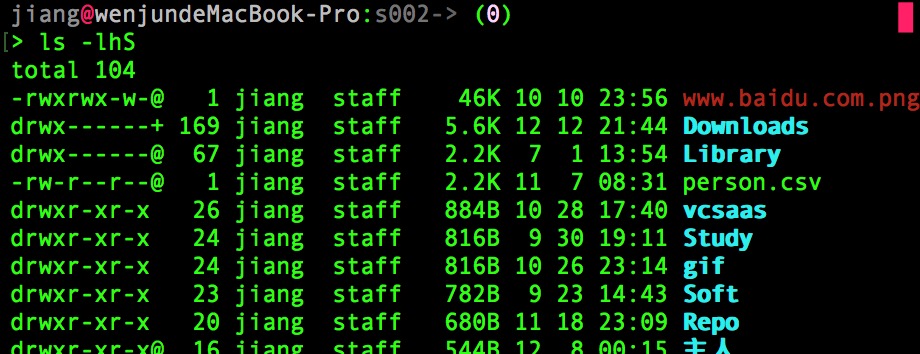 jiang@wenjundeMacBook-Pro:s002-> (0)
[> ls -lhS
total 104
-rwxrwx-w-@ 1 jiang staff 46K 10 10 23:56 www.baidu.com.png
drwx------+ 169 jiang staff 5.6K 12 12 21:44 Downloads
drwx------@ 67 jiang staff 2.2K 7 1 13:54 Library
-rw-r--r--@ 1 jiang staff 2.2K 11 7 08:31 person.csv
drwxr-xr-x 26 jiang staff 884B 10 28 17:40 vcsaas
drwxr-xr-x 24 jiang staff 816B 9 30 19:11 Study
drwxr-xr-x 24 jiang staff 816B 10 26 23:14 gif
drwxr-xr-x 23 jiang staff 782B 9 23 14:43 Soft
drwxr-xr-x 20 jiang staff 680B 11 18 23:09 Repo
drwxr-xr-x@ 16 jiang staff 544B 12 8 00:15 主人